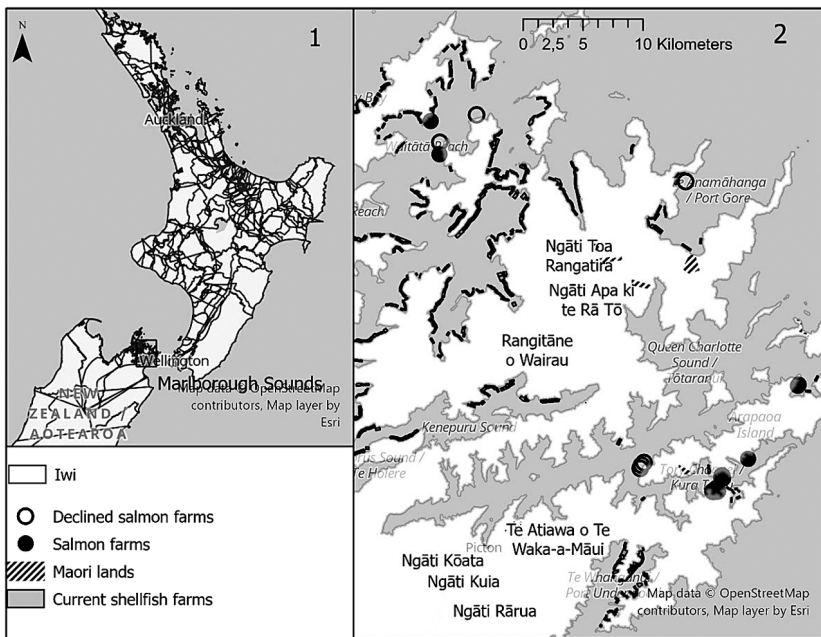 N
1
Auckland
Wellington
Marlborough Sounds
Map data © OpenStreetMap
contributors, Map layer by
Esri
NEW
ZEALAND /
AOTEAROA
Iwi
Declined salmon farms
Salmon farms
Maori lands
Current shellfish farms
0 2,5 5 10 Kilometers
2
Bay
Waitātā Reach
Reach
/ Port Gore
Ngāti Toa
Rangatira
Ngāti Apa ki
te Rā Tō
Rangitāne
o Wairau
Queen Charlotte
Sound /
Kenepuru Sound
Arapaoa
Island
Sound /
Te Hoiere
Te Atiawa o Te
Waka-a-Māui
Picton
Ngāti Kōata
Ngāti Kuia
Ngāti Rārua
Map data © OpenStreetMap
contributors, Map layer by Esri